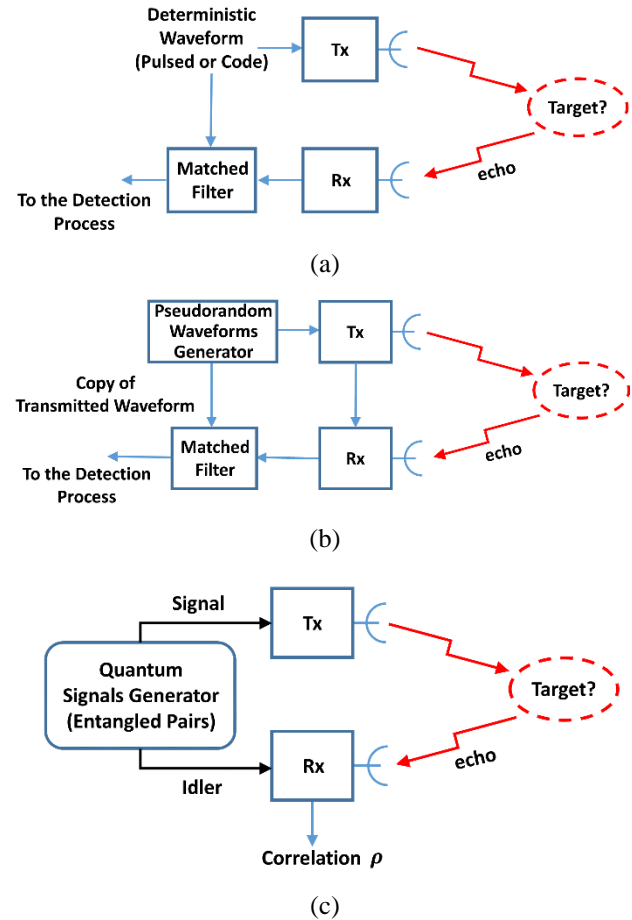 Deterministic
Waveform
(Pulsed or Code)
Tx
Target?
Matched
Filter
Rx
echo
To the Detection
Process
(a)
Pseudorandom
Waveforms
Generator
Tx
Copy of
Transmitted Waveform
Target?
Matched
Filter
Rx
echo
To the Detection
Process
(b)
Signal
Tx
Quantum
Signals Generator
(Entangled Pairs)
Target?
Rx
Idler
echo
Correlation ρ
(c)